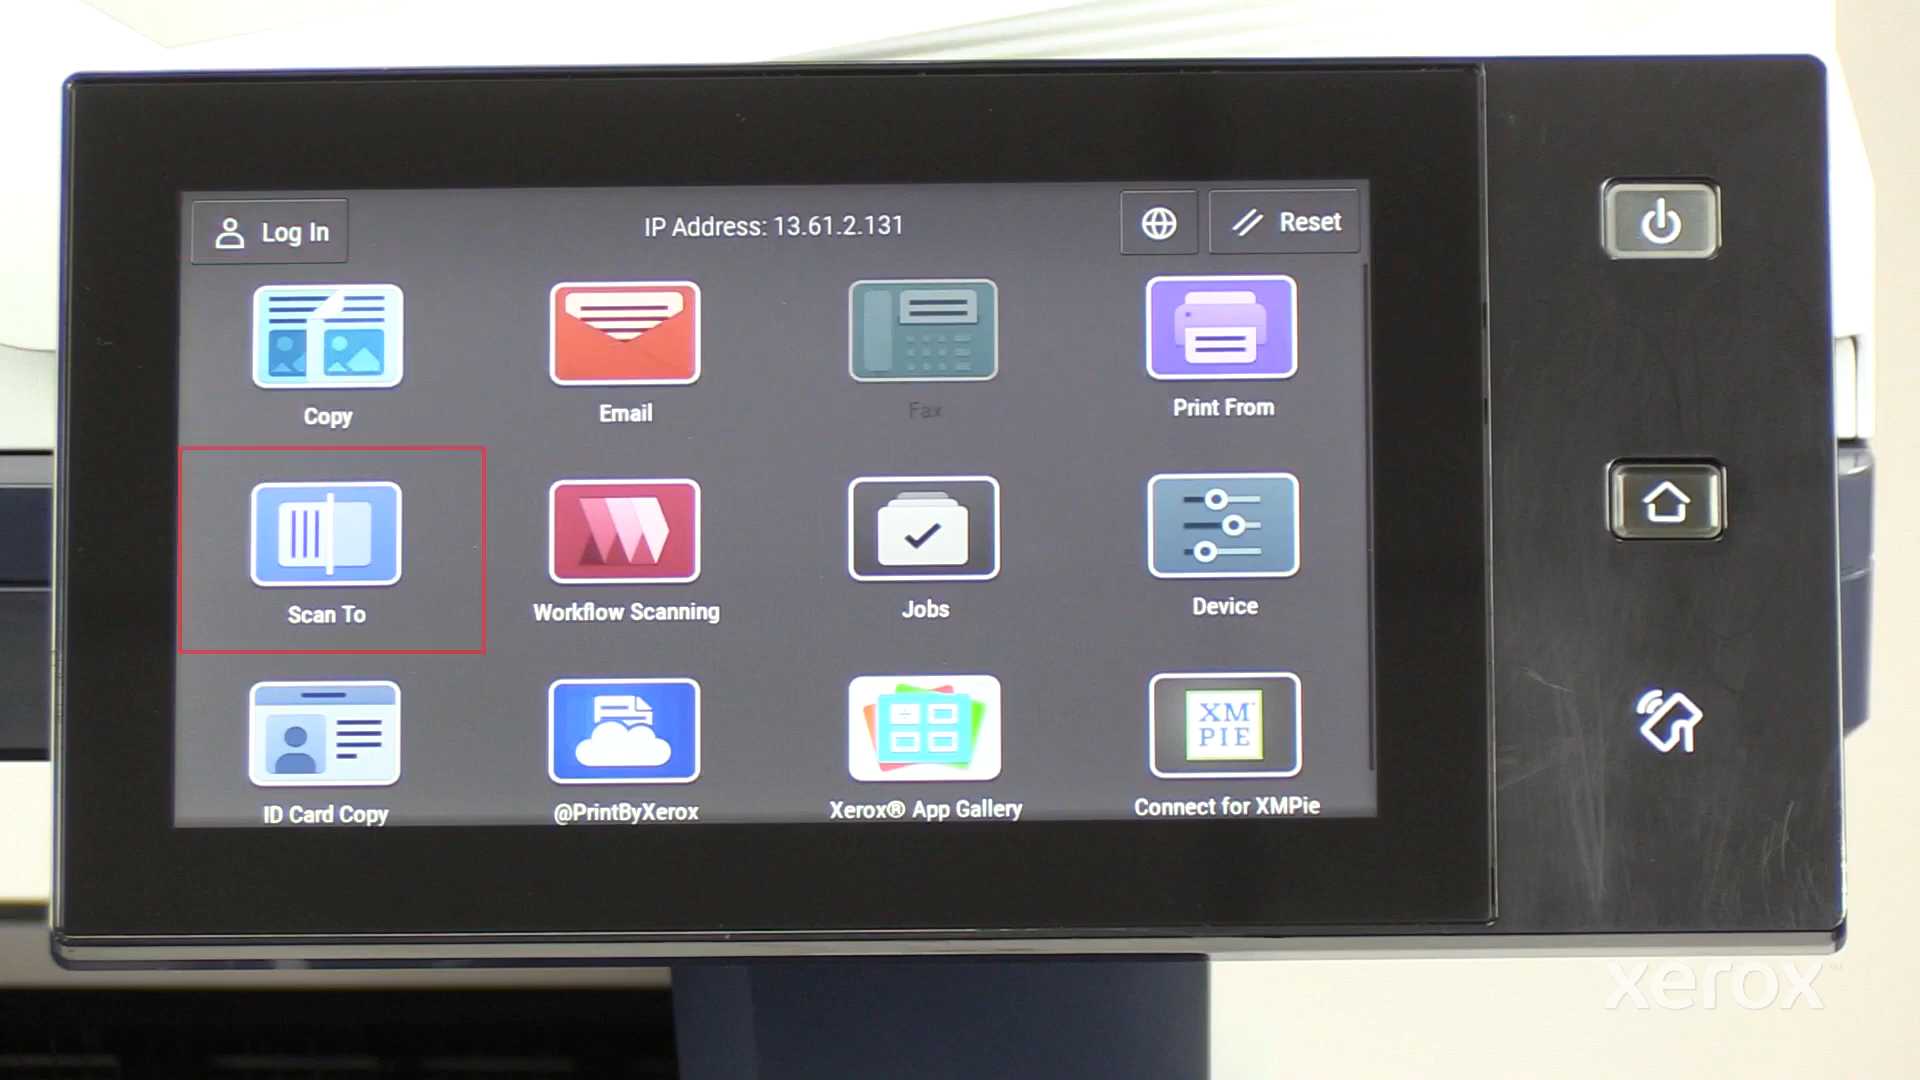 Log In
IP Address: 13.61.2.131
Reset
Copy
Email
Fax
Print From
Scan To
Workflow Scanning
Jobs
Device
XM
PIE
ID Card Copy
@PrintByXerox
Xerox® App Gallery
Connect for XMPie
xerox™